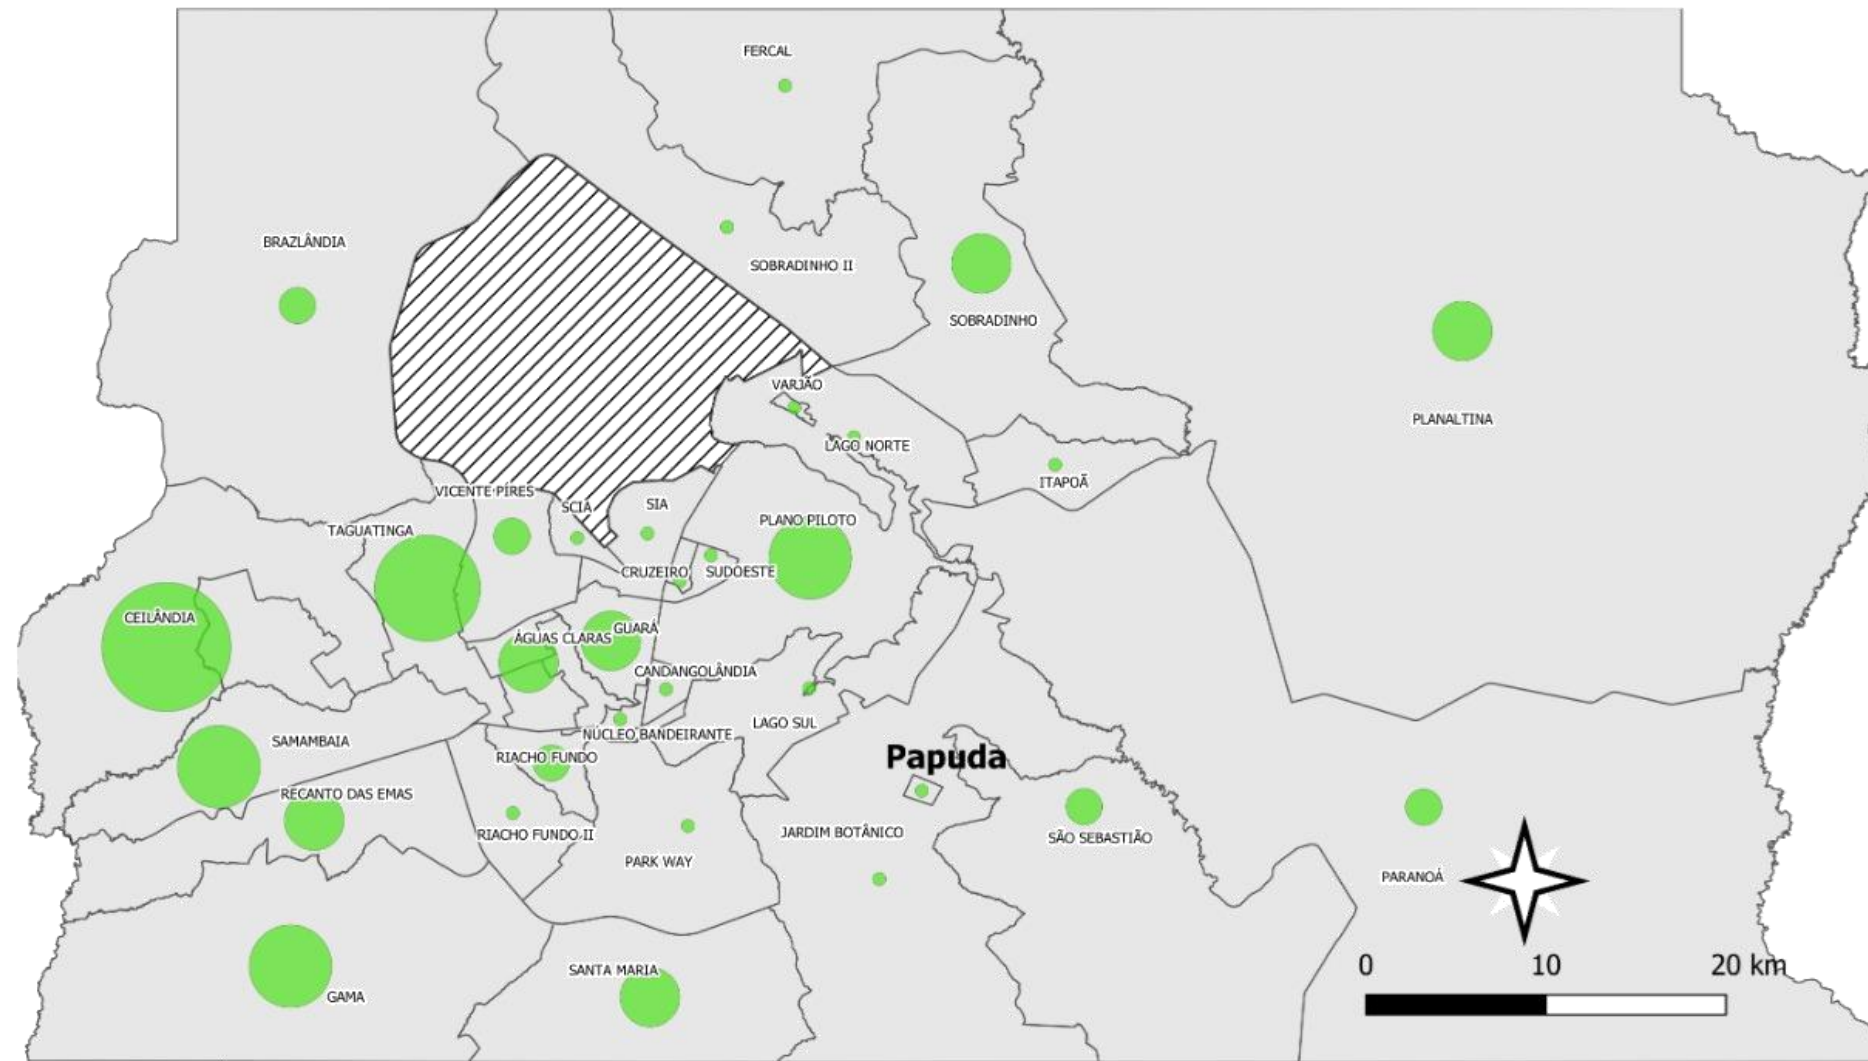 FERCAL
BRAZLÂNDIA
SOBRADINHO II
SOBRADINHO
VARJÃO
PLANALTINA
LAGO NORTE
ITAPOÃ
VICENTE PIRES
SCIA
SIA
PLANO PILOTO
TAGUATINGA
CRUZEIRO
SUDOESTE
CEILÂNDIA
GUARÁ
ÁGUAS CLARAS
CANDANGOLÂNDIA
LAGO SUL
NÚCLEO BANDEIRANTE
SAMAMBAIA
RIACHO FUNDO
Papuda
RECANTO DAS EMAS
RIACHO FUNDO II
JARDIM BOTÂNICO
SÃO SEBASTIÃO
PARK WAY
PARANOÁ
SANTA MARIA
GAMA
0 10 20 km